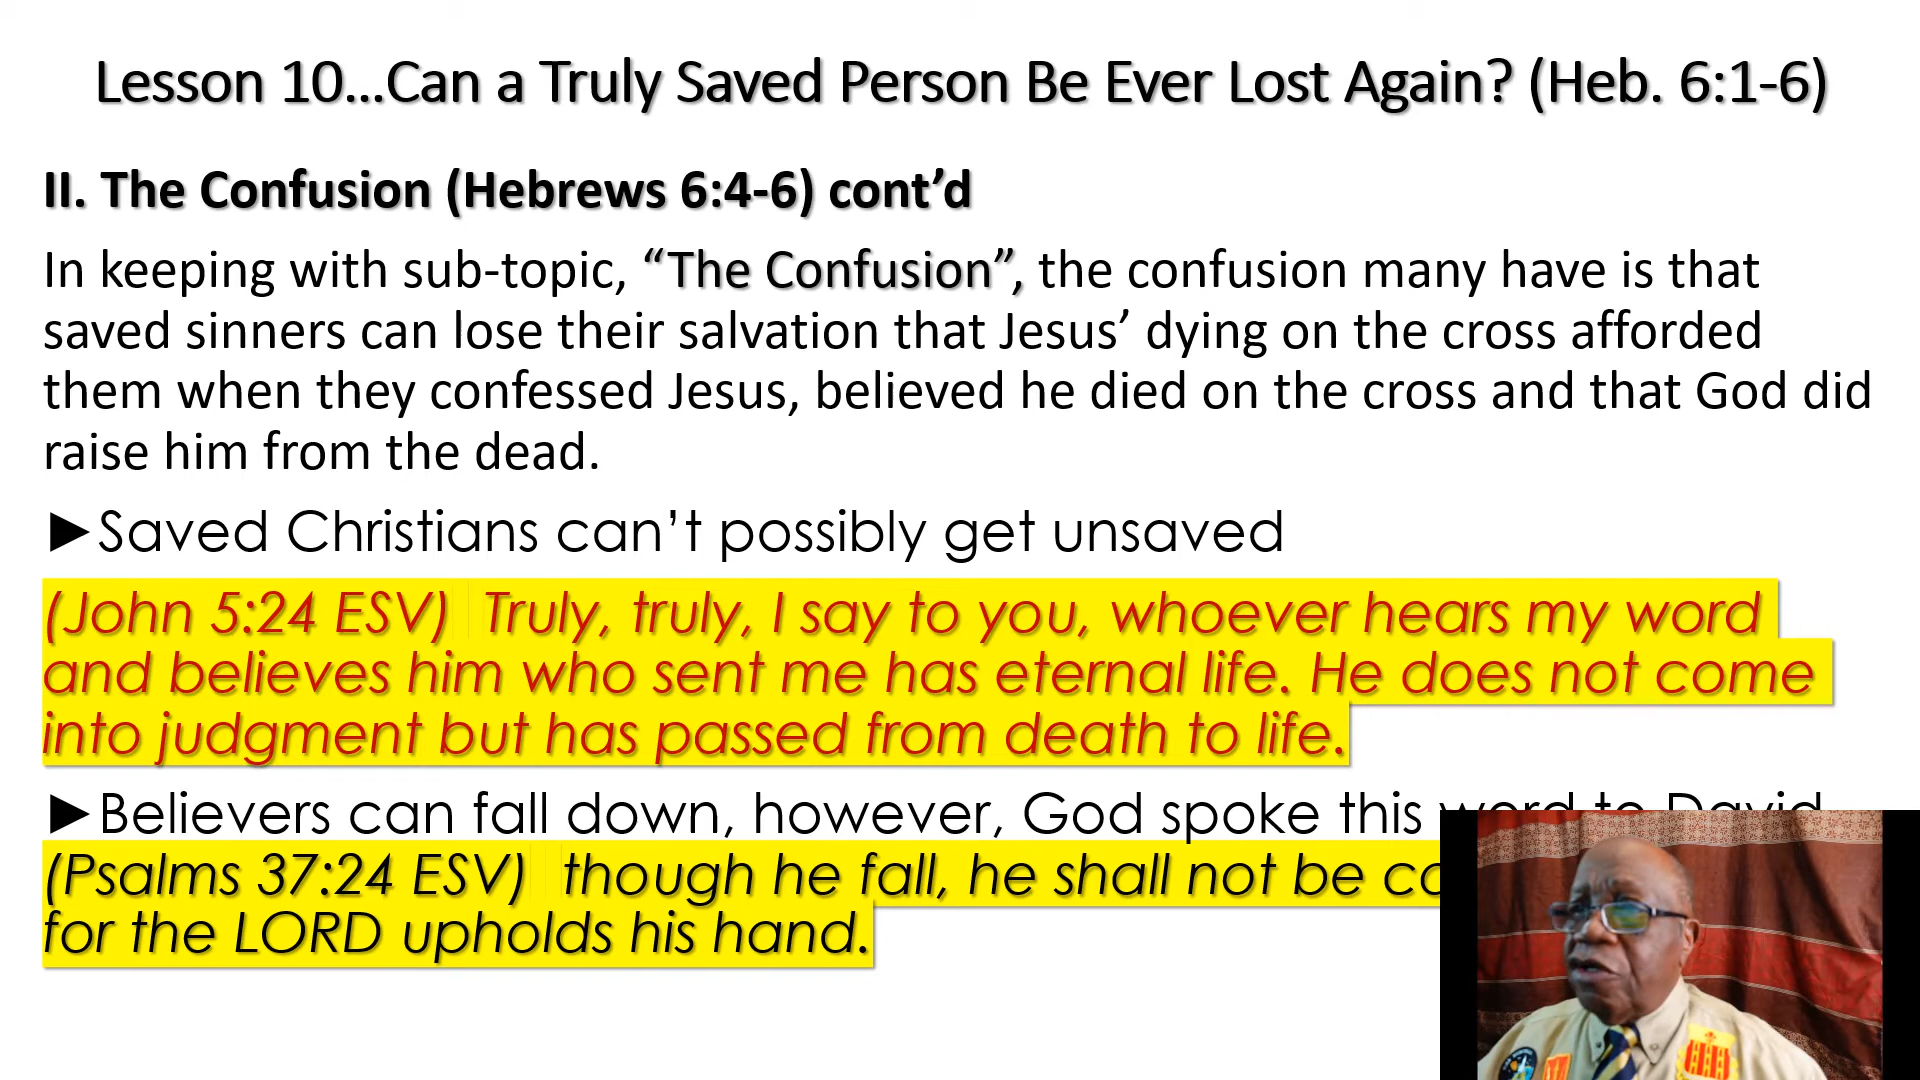 Lesson 10...Can a Truly Saved Person Be Ever Lost Again? (Heb. 6:1-6)
II. The Confusion (Hebrews 6:4-6) cont’d
In keeping with sub-topic, “The Confusion”, the confusion many have is that
saved sinners can lose their salvation that Jesus’ dying on the cross afforded
them when they confessed Jesus, believed he died on the cross and that God did
raise him from the dead.
►Saved Christians can’t possibly get unsaved
(John 5:24 ESV) Truly, truly, I say to you, whoever hears my word
and believes him who sent me has eternal life. He does not come
into judgment but has passed from death to life.
►Believers can fall down, however, God spoke this word to David
(Psalms 37:24 ESV) though he fall, he shall not be
for the LORD upholds his hand.